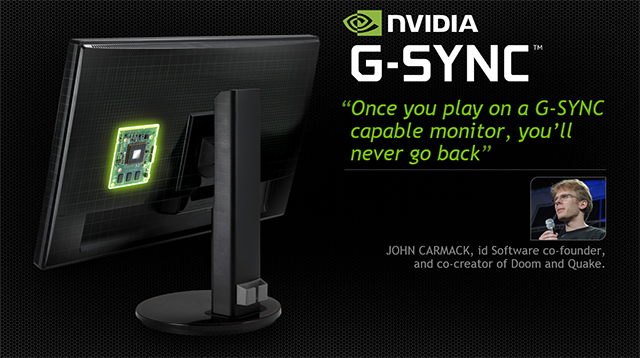 NVIDIA
G-SYNC™
“Once you play on a G-SYNC
capable monitor, you’ll
never go back”
JOHN CARMACK, id Software co-founder,
and co-creator of Doom and Quake.